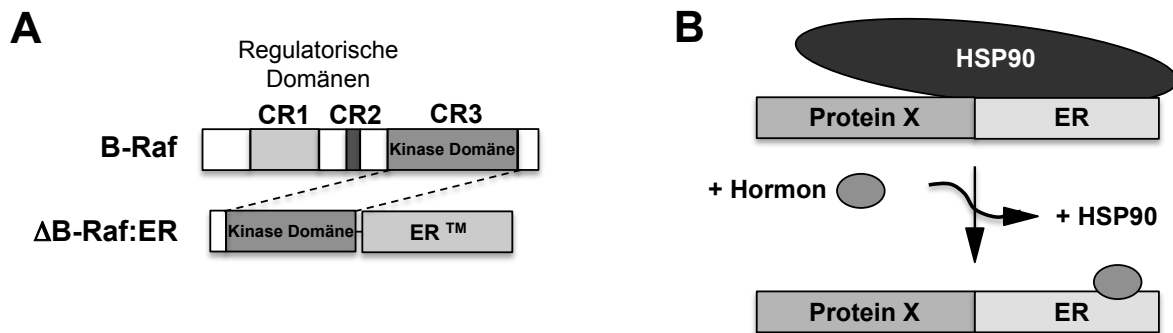 A
Regulatorische
Domänen
CR1 CR2 CR3
B-Raf
Kinase Domäne
ΔB-Raf:ER
Kinase Domäne
ER TM
B
HSP90
Protein X
ER
+ Hormon
+ HSP90
Protein X
ER